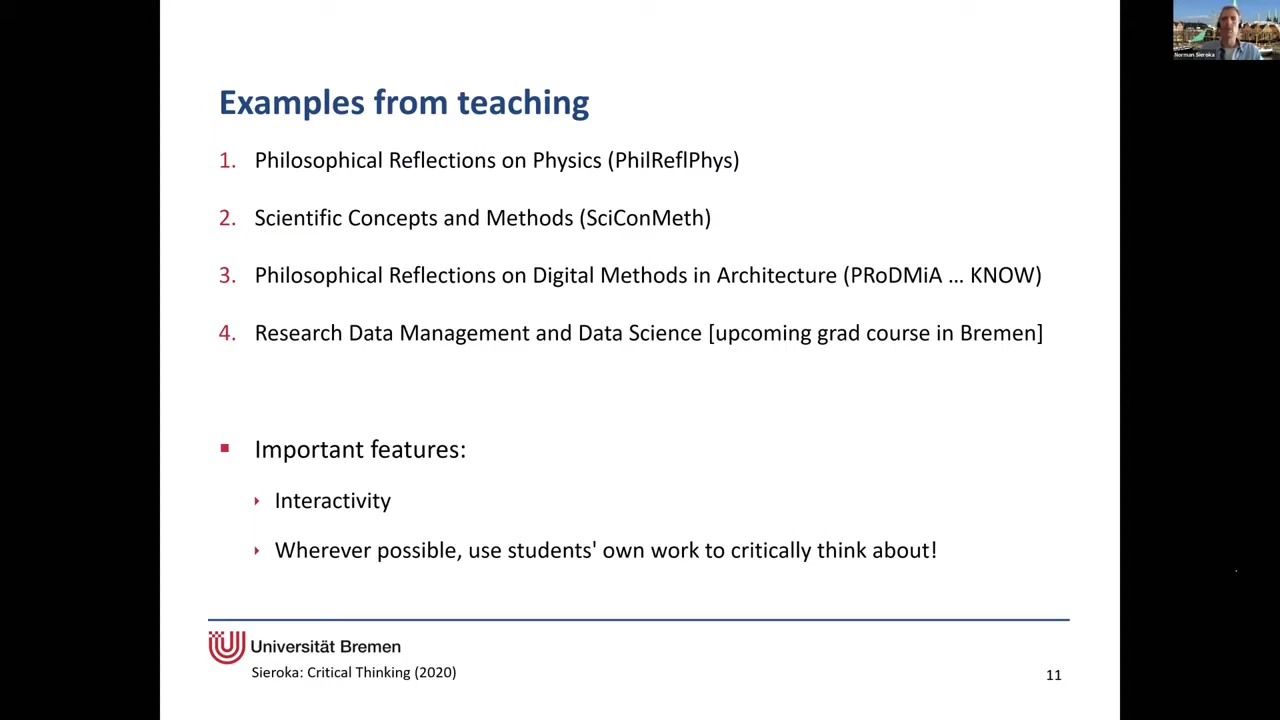 Norman Sieroka
Examples from teaching
1. Philosophical Reflections on Physics (PhilReflPhys)
2. Scientific Concepts and Methods (SciConMeth)
3. Philosophical Reflections on Digital Methods in Architecture (PRoDMiA ... KNOW)
4. Research Data Management and Data Science [upcoming grad course in Bremen]
Important features:
Interactivity
Wherever possible, use students' own work to critically think about!
Universität Bremen
Sieroka: Critical Thinking (2020)
11